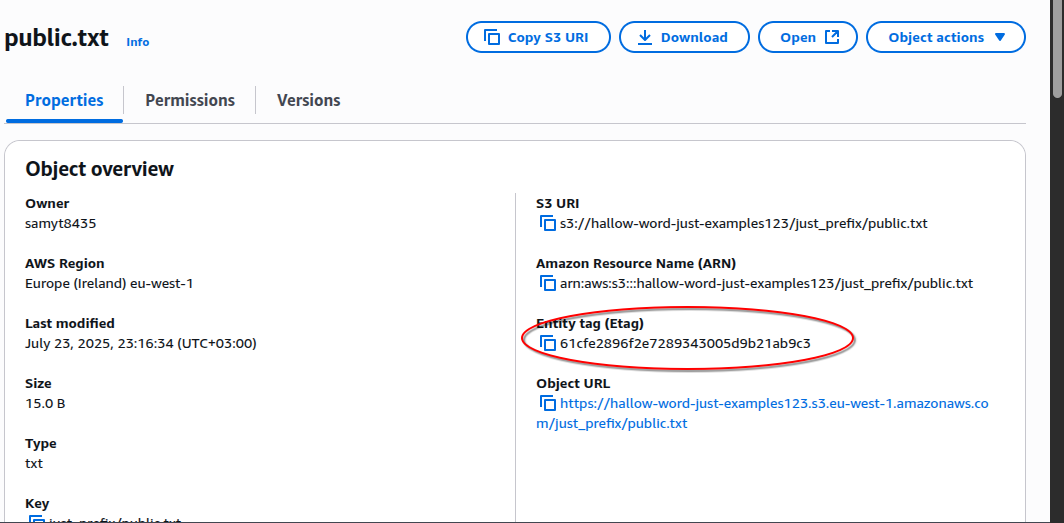 public.txt Info Copy S3 URI Download Open Object actions
Properties Permissions Versions
Object overview
Owner
samyt8435
AWS Region
Europe (Ireland) eu-west-1
Last modified
July 23, 2025, 23:16:34 (UTC+03:00)
Size
15.0 B
Type
txt
Key
just_prefix/public.txt
S3 URI
s3://hallow-word-just-examples123/just_prefix/public.txt
Amazon Resource Name (ARN)
arn:aws:s3:::hallow-word-just-examples123/just_prefix/public.txt
Entity tag (Etag)
61cfe2896f2e7289343005d9b21ab9c3
Object URL
https://hallow-word-just-examples123.s3.eu-west-1.amazonaws.co
m/just_prefix/public.txt